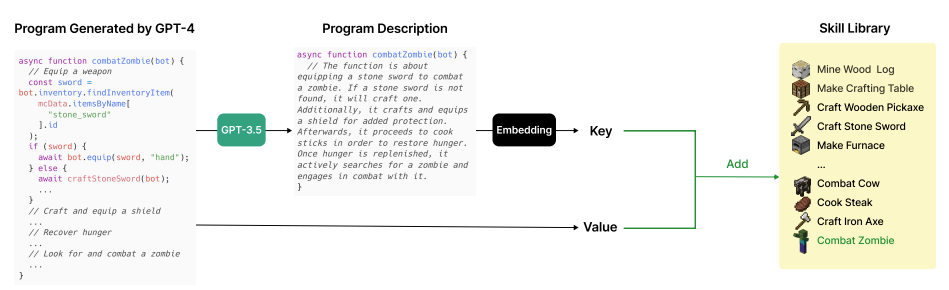 Program Generated by GPT-4
async function combatZombie(bot) {
// Equip a weapon
const sword =
bot.inventory.findInventoryItem(
mcData.itemsByName[
"stone_sword"
].id
);
if (sword) {
await bot.equip(sword, "hand");
} else {
await craftStoneSword(bot);
...
}
// Craft and equip a shield
...
// Recover hunger
...
// Look for and combat a zombie
...
}
GPT-3.5
Program Description
async function combatZombie(bot) {
// The function is about
equipping a stone sword to combat
a zombie. If a stone sword is not
found, it will craft one.
Additionally, it crafts and equips
a shield for added protection.
Afterwards, it proceeds to cook
sticks in order to restore hunger.
Once hunger is replenished, it
actively searches for a zombie and
engages in combat with it.
}
Embedding
Key
Value
Add
Skill Library
Mine Wood Log
Make Crafting Table
Craft Wooden Pickaxe
Craft Stone Sword
Make Furnace
...
Combat Cow
Cook Steak
Craft Iron Axe
Combat Zombie